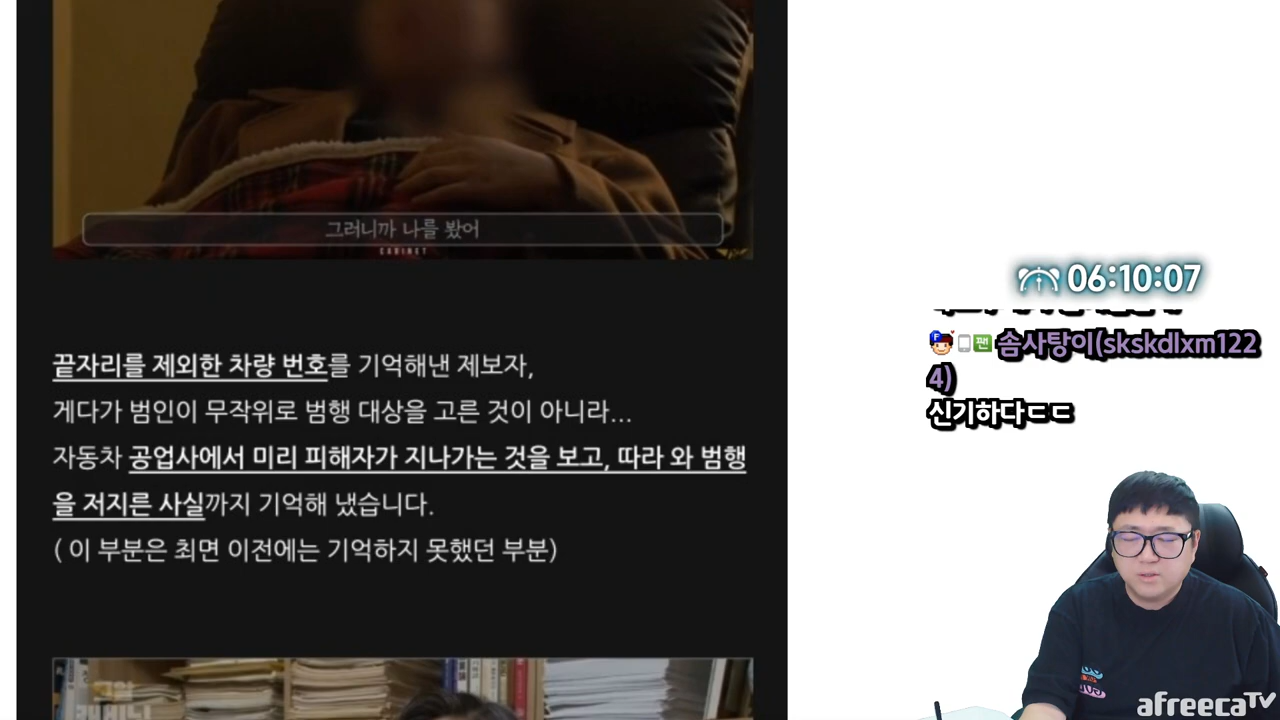 그러니까 나를 봤어
CABINET
끝자리를 제외한 차량 번호를 기억해낸 제보자,
게다가 범인이 무작위로 범행 대상을 고른 것이 아니라...
자동차 공업사에서 미리 피해자가 지나가는 것을 보고, 따라 와 범행
을 저지른 사실까지 기억해 냈습니다.
( 이 부분은 최면 이전에는 기억하지 못했던 부분)
06:10:07
팬 솜사탕이(skskdlxm122
4)
신기하다ㄷㄷ
afreecaTV